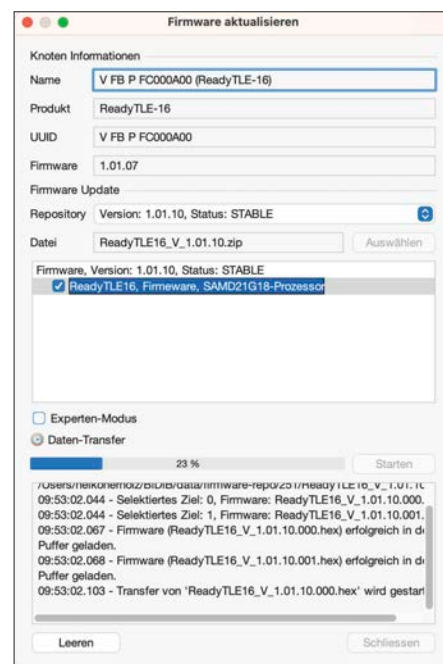 Firmware aktualisieren
Knoten Informationen
Name V FB P FC000A00 (ReadyTLE-16)
Produkt ReadyTLE-16
UUID V FB P FC000A00
Firmware 1.01.07
Firmware Update
Repository Version: 1.01.10, Status: STABLE
Datei ReadyTLE16_V_1.01.10.zip Auswählen
Firmware, Version: 1.01.10, Status: STABLE
ReadyTLE16, Firmeware, SAMD21G18-Prozessor
Experten-Modus
Daten-Transfer
23 %
Starten
09:53:02.044 - Selektiertes Ziel: 0, Firmware: ReadyTLE16_V_1.01.10.000.
09:53:02.044 - Selektiertes Ziel: 1, Firmware: ReadyTLE16_V_1.01.10.001.
09:53:02.067 - Firmware (ReadyTLE16_V_1.01.10.000.hex) erfolgreich in
Puffer geladen.
09:53:02.068 - Firmware (ReadyTLE16_V_1.01.10.001.hex) erfolgreich in
Puffer geladen.
09:53:02.103 - Transfer von 'ReadyTLE16_V_1.01.10.000.hex' wird
Leeren Schliessen